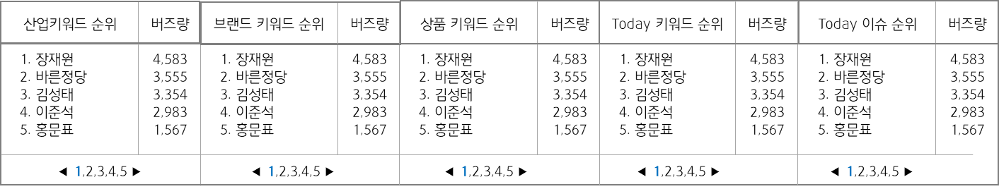 산업키워드 순위 버즈량 브랜드 키워드 순위 버즈량 상품 키워드 순위 버즈량 Today 키워드 순위 버즈량 Today 이슈 순위 버즈량
1. 장재원 4,583 1. 장재원 4,583 1. 장재원 4,583 1. 장재원 4,583 1. 장재원 4,583
2. 바른정당 3,555 2. 바른정당 3,555 2. 바른정당 3,555 2. 바른정당 3,555 2. 바른정당 3,555
3. 김성태 3,354 3. 김성태 3,354 3. 김성태 3,354 3. 김성태 3,354 3. 김성태 3,354
4. 이준석 2,983 4. 이준석 2,983 4. 이준석 2,983 4. 이준석 2,983 4. 이준석 2,983
5. 홍문표 1,567 5. 홍문표 1,567 5. 홍문표 1,567 5. 홍문표 1,567 5. 홍문표 1,567
◀ 1,2,3,4,5 ▶ ◀ 1,2,3,4,5 ▶ ◀ 1,2,3,4,5 ▶ ◀ 1,2,3,4,5 ▶ ◀ 1,2,3,4,5 ▶